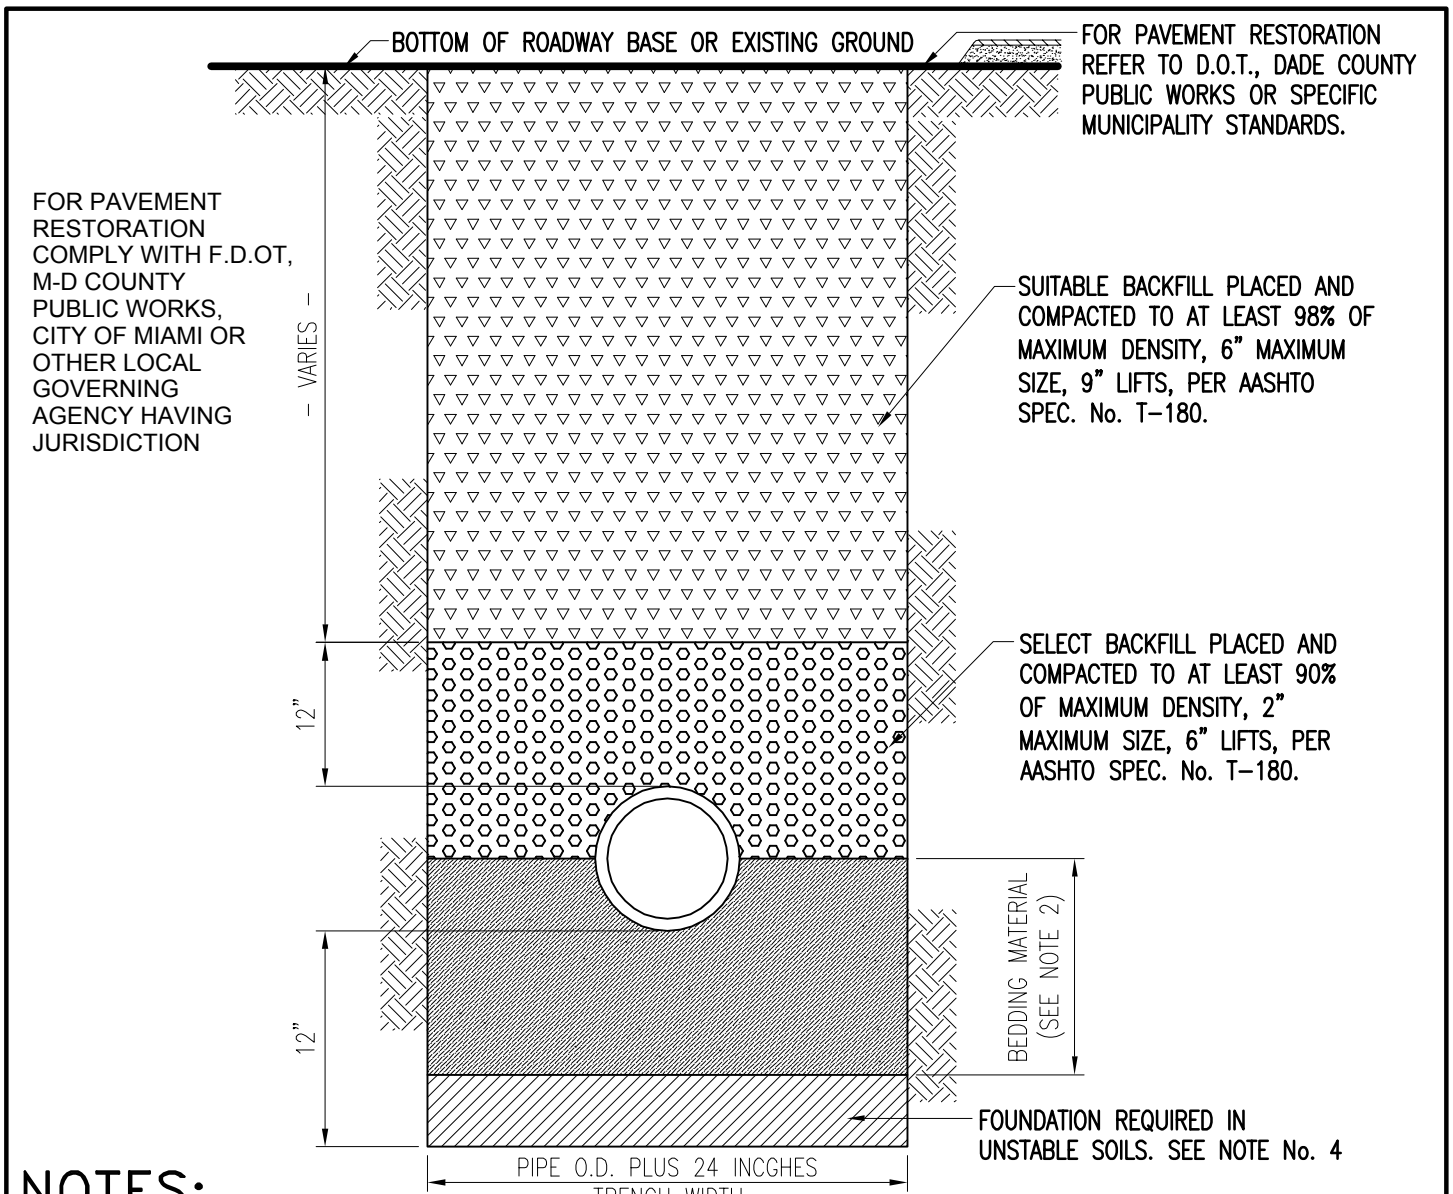 BOTTOM OF ROADWAY BASE OR EXISTING GROUND
FOR PAVEMENT RESTORATION
REFER TO D.O.T., DADE COUNTY
PUBLIC WORKS OR SPECIFIC
MUNICIPALITY STANDARDS.
FOR PAVEMENT
RESTORATION
COMPLY WITH F.D.OT,
M-D COUNTY
PUBLIC WORKS,
CITY OF MIAMI OR
OTHER LOCAL
GOVERNING
AGENCY HAVING
JURISDICTION
- VARIES -
SUITABLE BACKFILL PLACED AND
COMPACTED TO AT LEAST 98% OF
MAXIMUM DENSITY, 6" MAXIMUM
SIZE, 9" LIFTS, PER AASHTO
SPEC. No. T-180.
12"
SELECT BACKFILL PLACED AND
COMPACTED TO AT LEAST 90%
OF MAXIMUM DENSITY, 2"
MAXIMUM SIZE, 6" LIFTS, PER
AASHTO SPEC. No. T-180.
12"
BEDDING MATERIAL
(SEE NOTE 2)
FOUNDATION REQUIRED IN
UNSTABLE SOILS. SEE NOTE No. 4
PIPE O.D. PLUS 24 INCGHES
TRENCH WIDTH
NOTES: